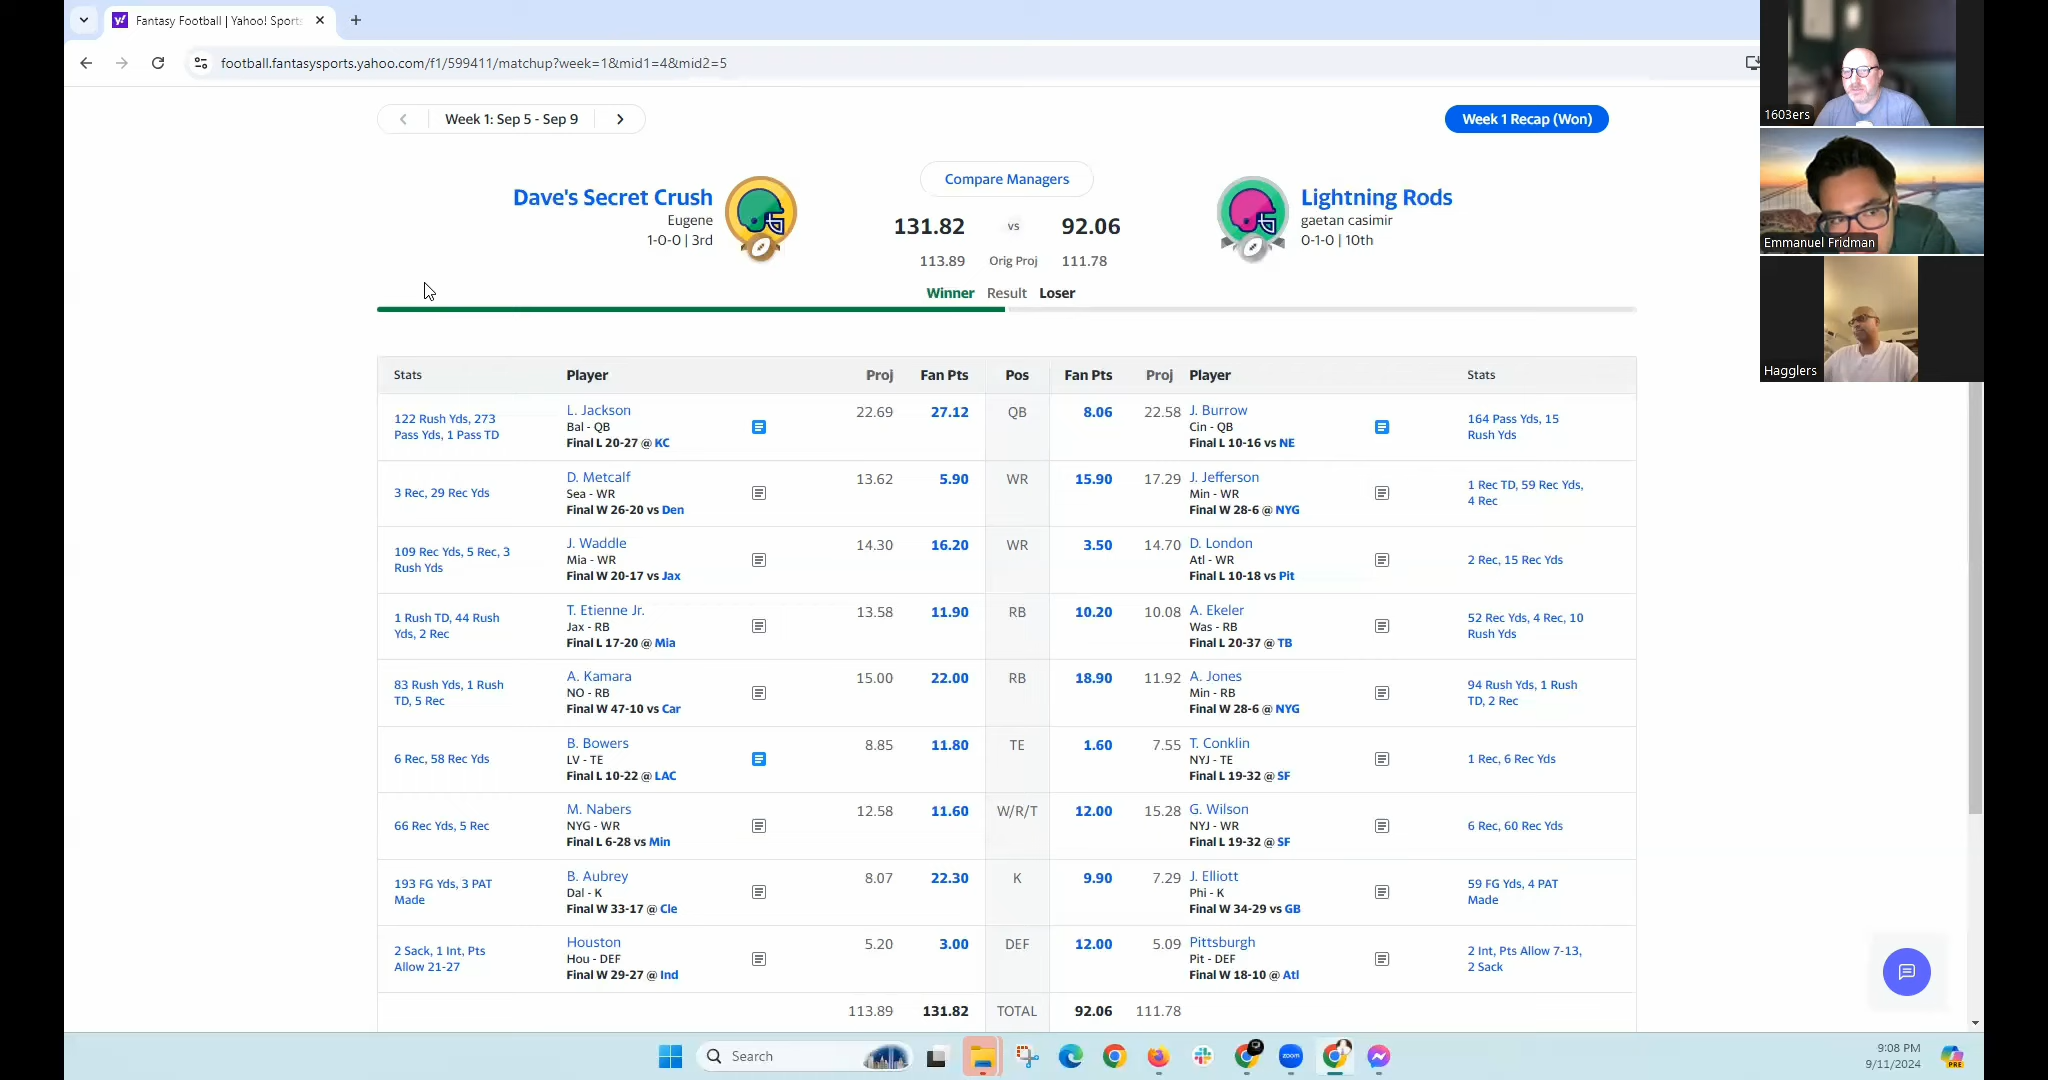 Fantasy Football | Yahoo! Sports
football.fantasysports.yahoo.com/f1/599411/matchup?week=1&mid1=4&mid2=5
Week 1: Sep 5 - Sep 9
Week 1 Recap (Won)
Compare Managers
Dave's Secret Crush
Eugene
1-0-0 | 3rd
131.82 vs 92.06
113.89 Orig Proj 111.78
Winner Result Loser
Lightning Rods
gaetan casimir
0-1-0 | 10th
1603ers
Emmanuel Fridman
Hagglers
Stats Player Proj Fan Pts Pos Fan Pts Proj Player Stats
122 Rush Yds, 273
Pass Yds, 1 Pass TD
L. Jackson
Bal - QB
Final L 20-27 @ KC
22.69 27.12 QB 8.06 22.58
J. Burrow
Cin - QB
Final L 10-16 vs NE
164 Pass Yds, 15
Rush Yds
3 Rec, 29 Rec Yds
D. Metcalf
Sea - WR
Final W 26-20 vs Den
13.62 5.90 WR 15.90 17.29
J. Jefferson
Min - WR
Final W 28-6 @ NYG
1 Rec TD, 59 Rec Yds,
4 Rec
109 Rec Yds, 5 Rec, 3
Rush Yds
J. Waddle
Mia - WR
Final W 20-17 vs Jax
14.30 16.20 WR 3.50 14.70
D. London
Atl - WR
Final L 10-18 vs Pit
2 Rec, 15 Rec Yds
1 Rush TD, 44 Rush
Yds, 2 Rec
T. Etienne Jr.
Jax - RB
Final L 17-20 @ Mia
13.58 11.90 RB 10.20 10.08
A. Ekeler
Was - RB
Final L 20-37 @ TB
52 Rec Yds, 4 Rec, 10
Rush Yds
83 Rush Yds, 1 Rush
TD, 5 Rec
A. Kamara
NO - RB
Final W 47-10 vs Car
15.00 22.00 RB 18.90 11.92
A. Jones
Min - RB
Final W 28-6 @ NYG
94 Rush Yds, 1 Rush
TD, 2 Rec
6 Rec, 58 Rec Yds
B. Bowers
LV - TE
Final L 10-22 @ LAC
8.85 11.80 TE 1.60 7.55
T. Conklin
NYJ - TE
Final L 19-32 @ SF
1 Rec, 6 Rec Yds
66 Rec Yds, 5 Rec
M. Nabers
NYG - WR
Final L 6-28 vs Min
12.58 11.60 W/R/T 12.00 15.28
G. Wilson
NYJ - WR
Final L 19-32 @ SF
6 Rec, 60 Rec Yds
193 FG Yds, 3 PAT
Made
B. Aubrey
Dal - K
Final W 33-17 @ Cle
8.07 22.30 K 9.90 7.29
J. Elliott
Phi - K
Final W 34-29 vs GB
59 FG Yds, 4 PAT
Made
2 Sack, 1 Int, Pts
Allow 21-27
Houston
Hou - DEF
Final W 29-27 @ Ind
5.20 3.00 DEF 12.00 5.09
Pittsburgh
Pit - DEF
Final W 18-10 @ Atl
2 Int, Pts Allow 7-13,
2 Sack
113.89 131.82 TOTAL 92.06 111.78
Search
zoom
9:08 PM
9/11/2024
PRE